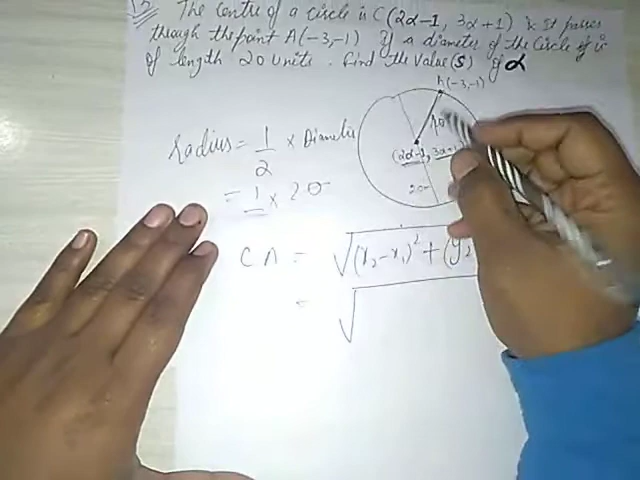 The centre of a circle is C(2α-1, 3α+1) & it passes
through the point A(-3,-1) If a diameter of the circle is
of length 20 units. Find the value(s) of α
A(-3,-1)
Radius = 1/2 × Diameter
10
(2α-1, 3α-1
= 1/2 × 20
20
CA = √(x₂-x₁)² + (y₂
= √